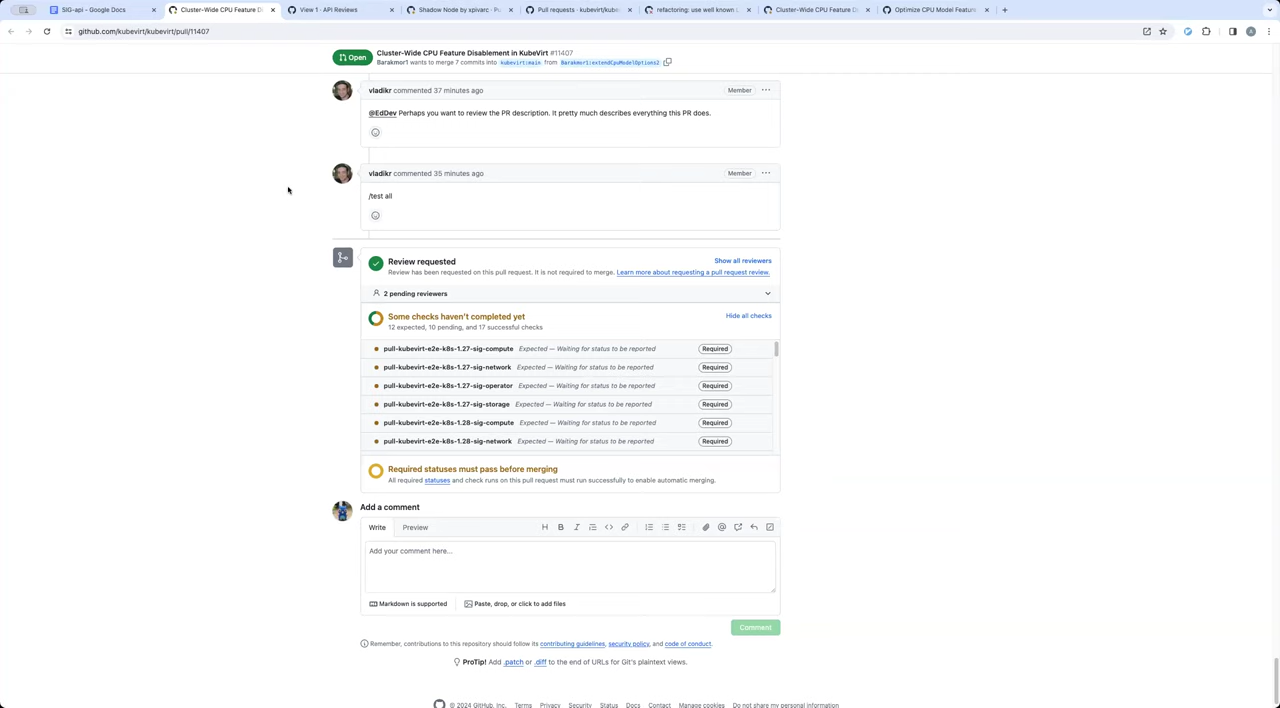 SIG-api - Google Docs
Cluster-Wide CPU Feature D
View 1 · API Reviews
Shadow Node by xpivarc · Pu
Pull requests · kubevirt/kube
refactoring: use well known L
Cluster-Wide CPU Feature D
Optimize CPU Model Feature
github.com/kubevirt/kubevirt/pull/11407
Open
Cluster-Wide CPU Feature Disablement in KubeVirt #11407
Barakmor1 wants to merge 7 commits into kubevirt:main from Barakmor1:extendCpuModelOptions2
vladikr commented 37 minutes ago
Member
@EdDev Perhaps you want to review the PR description. It pretty much describes everything this PR does.
vladikr commented 35 minutes ago
Member
/test all
Review requested
Show all reviewers
Review has been requested on this pull request. It is not required to merge. Learn more about requesting a pull request review.
2 pending reviewers
Some checks haven't completed yet
Hide all checks
12 expected, 10 pending, and 17 successful checks
pull-kubevirt-e2e-k8s-1.27-sig-compute Expected — Waiting for status to be reported Required
pull-kubevirt-e2e-k8s-1.27-sig-network Expected — Waiting for status to be reported Required
pull-kubevirt-e2e-k8s-1.27-sig-operator Expected — Waiting for status to be reported Required
pull-kubevirt-e2e-k8s-1.27-sig-storage Expected — Waiting for status to be reported Required
pull-kubevirt-e2e-k8s-1.28-sig-compute Expected — Waiting for status to be reported Required
pull-kubevirt-e2e-k8s-1.28-sig-network Expected — Waiting for status to be reported Required
Required statuses must pass before merging
All required statuses and check runs on this pull request must run successfully to enable automatic merging.
Add a comment
Write
Preview
Add your comment here...
Markdown is supported
Paste, drop, or click to add files
Comment
Remember, contributions to this repository should follow its contributing guidelines, security policy, and code of conduct.
ProTip! Add .patch or .diff to the end of URLs for Git's plaintext views.
© 2024 GitHub, Inc. Terms Privacy Security Status Docs Contact Manage cookies Do not share my personal information